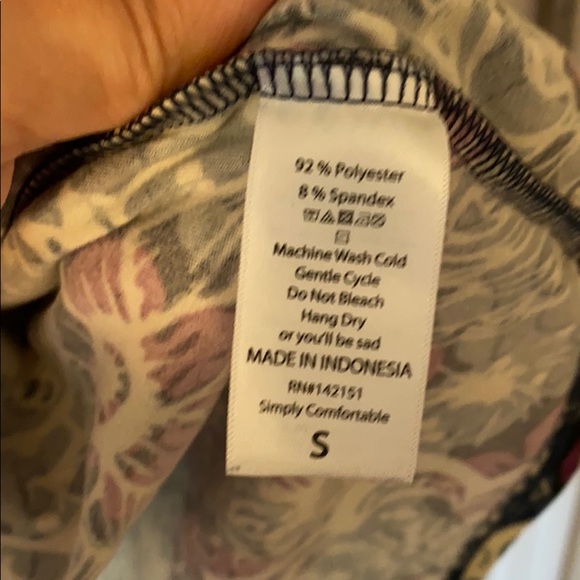 92 % Polyester
8 % Spandex
Machine Wash Cold
Gentle Cycle
Do Not Bleach
Hang Dry
or you'll be sad
MADE IN INDONESIA
RN#142151
Simply Comfortable
S